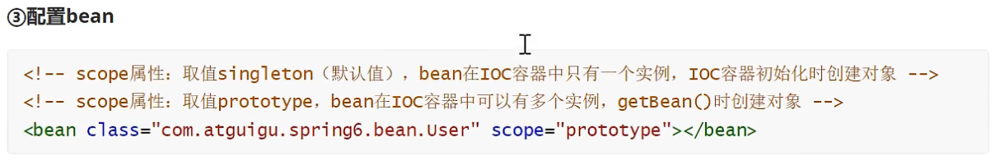 ③配置bean
<!-- scope属性：取值singleton（默认值），bean在IOC容器中只有一个实例，IOC容器初始化时创建对象 -->
<!-- scope属性：取值prototype，bean在IOC容器中可以有多个实例，getBean()时创建对象 -->
<bean class="com.atguigu.spring6.bean.User" scope="prototype"></bean>